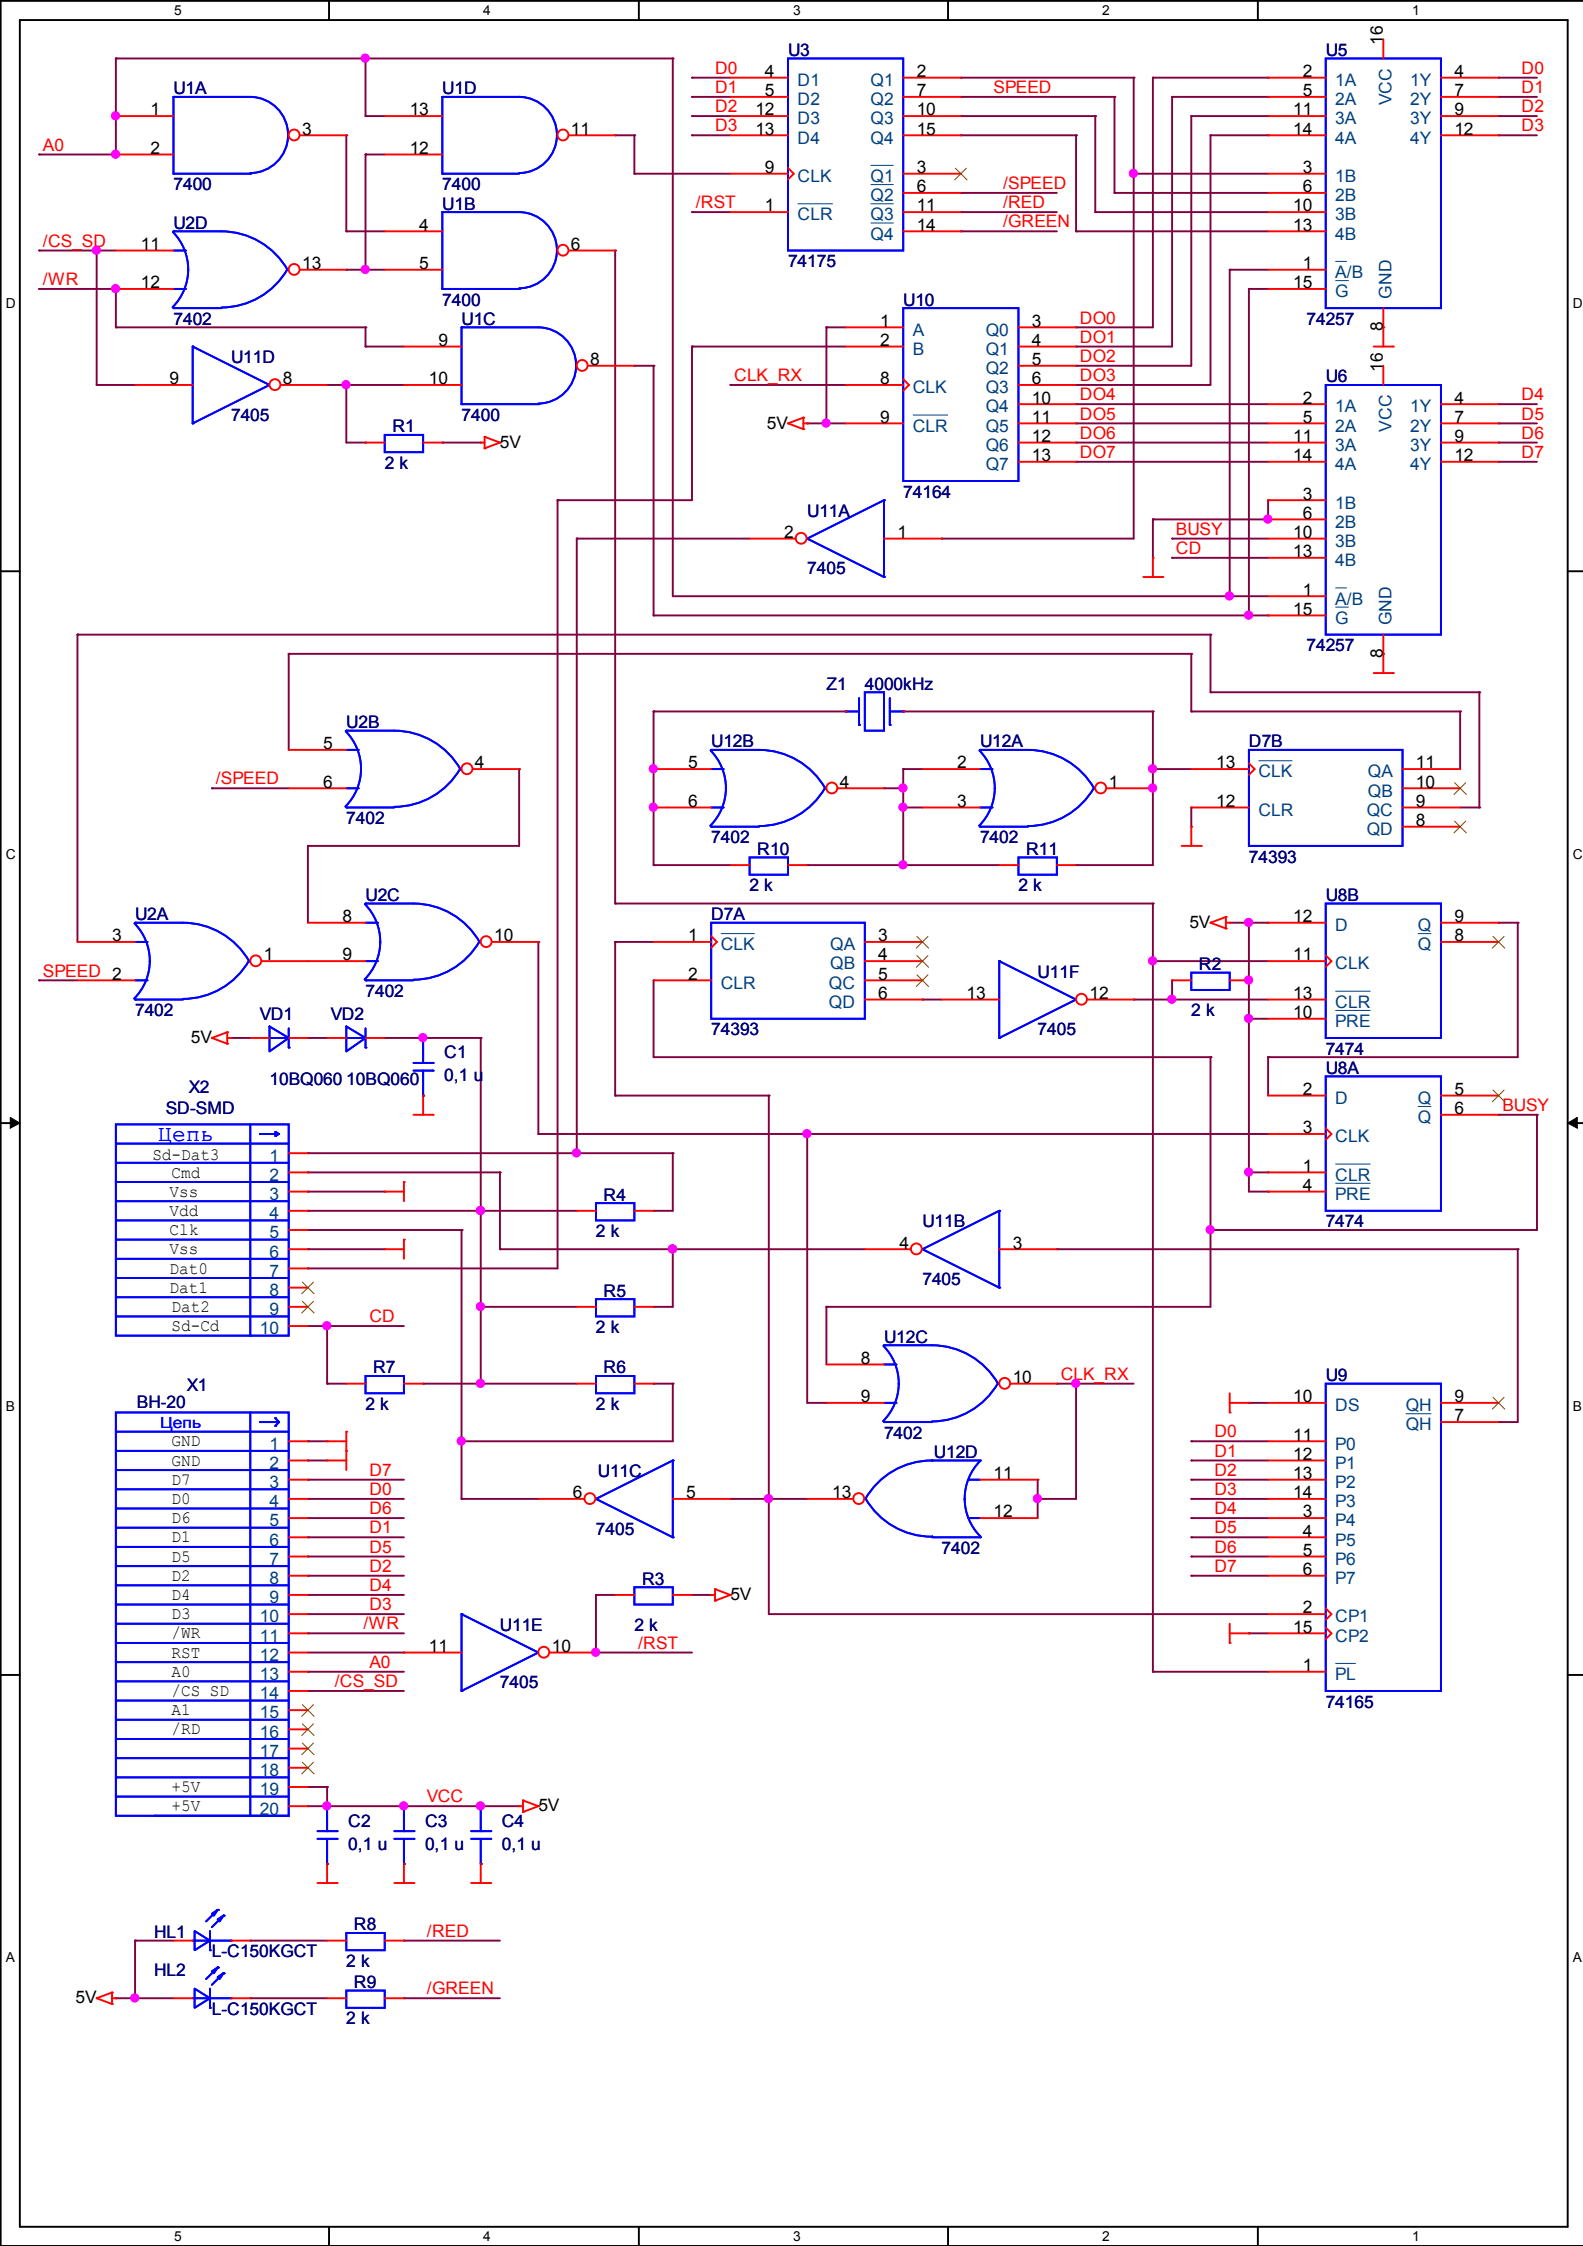 5 4 3 2 1
U1A
1
2
3
7400
A0
U1D
13
12
11
7400
U1B
4
5
6
7400
U2D
/CS_SD
/WR
11
12
13
7402
U1C
9
10
8
7400
U11D
9
8
7405
R1
2 k
5V
U3
D0 4 D1 Q1 2
D1 5 D2 Q2 7 SPEED
D2 12 D3 Q3 10
D3 13 D4 Q4 15
9 CLK Q1 3
Q2 6 /SPEED
/RST 1 CLR Q3 11 /RED
Q4 14 /GREEN
74175
U5
16
VCC
2 1A 1Y 4 D0
5 2A 2Y 7 D1
11 3A 3Y 9 D2
14 4A 4Y 12 D3
3 1B
6 2B
10 3B
13 4B
1 A/B
15 G
GND
8
74257
D D
U10
1 A Q0 3 DO0
2 B Q1 4 DO1
Q2 5 DO2
CLK_RX 8 CLK Q3 6 DO3
Q4 10 DO4
5V 9 CLR Q5 11 DO5
Q6 12 DO6
Q7 13 DO7
74164
U6
16
VCC
2 1A 1Y 4 D4
5 2A 2Y 7 D5
11 3A 3Y 9 D6
14 4A 4Y 12 D7
3 1B
6 2B
BUSY 10 3B
CD 13 4B
1 A/B
15 G
GND
8
74257
U11A
2
1
7405
Z1 4000kHz
U2B
5
/SPEED 6
4
7402
U12B
5
6
4
7402
U12A
2
3
1
7402
R10
2 k
R11
2 k
D7B
13 CLK QA 11
QB 10
12 CLR QC 9
QD 8
74393
C C
U2A
3
SPEED 2
1
7402
U2C
8
9
10
7402
D7A
1 CLK QA 3
QB 4
2 CLR QC 5
QD 6
74393
U11F
13
12
7405
5V
R2
2 k
U8B
12 D Q 9
Q 8
11 CLK
13 CLR
10 PRE
7474
U8A
2 D Q 5
Q 6 BUSY
3 CLK
1 CLR
4 PRE
7474
5V
VD1 VD2
10BQ060 10BQ060
C1
0,1 u
X2
SD-SMD
Цепь
Sd-Dat3 1
Cmd 2
Vss 3
Vdd 4
Clk 5
Vss 6
Dat0 7
Dat1 8
Dat2 9
Sd-Cd 10
CD
R4
2 k
R5
2 k
R6
2 k
R7
2 k
U11B
4
3
7405
U12C
8
9
10
CLK_RX
7402
U12D
11
12
13
7402
U11C
6
5
7405
B B
X1
BH-20
Цепь
GND 1
GND 2
D7 3 D7
D0 4 D0
D6 5 D6
D1 6 D1
D5 7 D5
D2 8 D2
D4 9 D4
D3 10 D3
/WR 11 /WR
RST 12
A0 13 A0
/CS SD 14 /CS_SD
A1 15
/RD 16
17
18
+5V 19
+5V 20
U11E
11
10
7405
R3
2 k
5V
/RST
U9
10 DS QH 9
QH 7
D0 11 P0
D1 12 P1
D2 13 P2
D3 14 P3
D4 3 P4
D5 4 P5
D6 5 P6
D7 6 P7
2 CP1
15 CP2
1 PL
74165
VCC
5V
C2
0,1 u
C3
0,1 u
C4
0,1 u
HL1
L-C150KGCT
R8
2 k
/RED
HL2
5V
L-C150KGCT
R9
2 k
/GREEN
A A
5 4 3 2 1